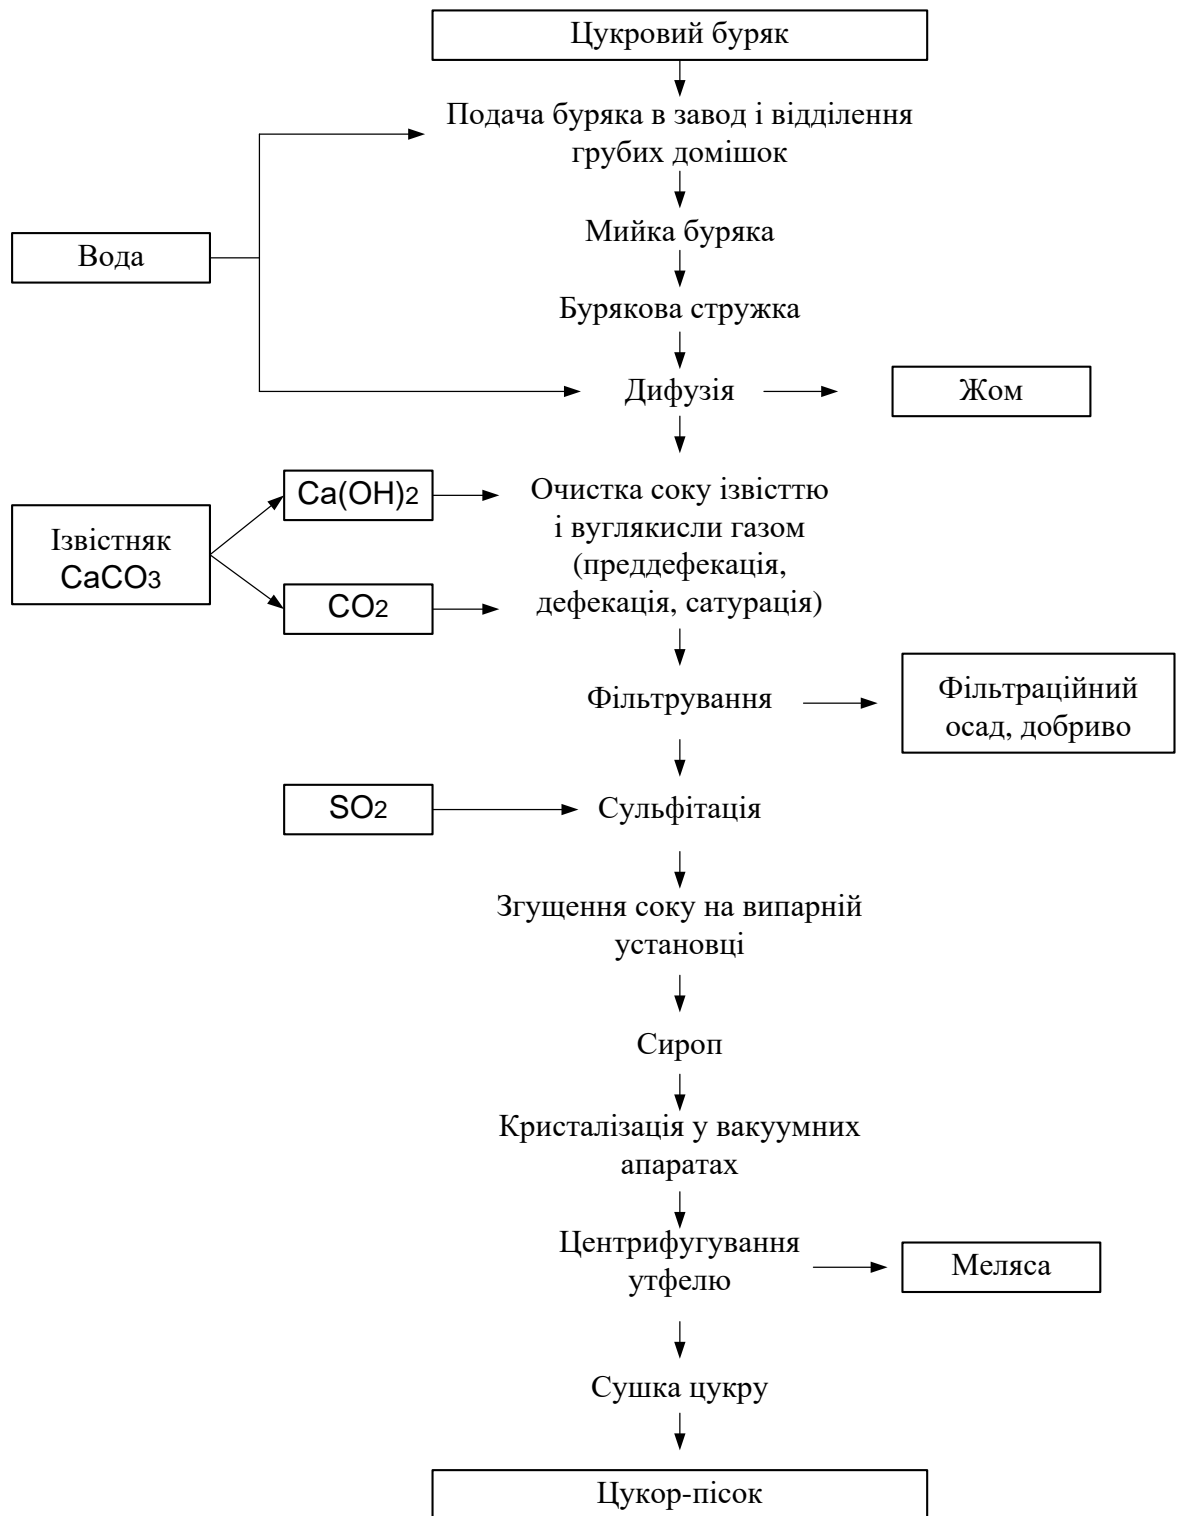 Цукровий буряк
Подача буряка в завод і відділення
грубих домішок
Мийка буряка
Вода
Бурякова стружка
Дифузія
Жом
Ca(OH)2
Очистка соку ізвісттю
і вуглякисли газом
(преддефекація,
дефекація, сатурація)
Ізвістняк
CaCO3
CO2
Фільтрування
Фільтраційний
осад, добриво
SO2
Сульфітація
Згущення соку на випарній
установці
Сироп
Кристалізація у вакуумних
апаратах
Центрифугування
утфелю
Меляса
Сушка цукру
Цукор-пісок